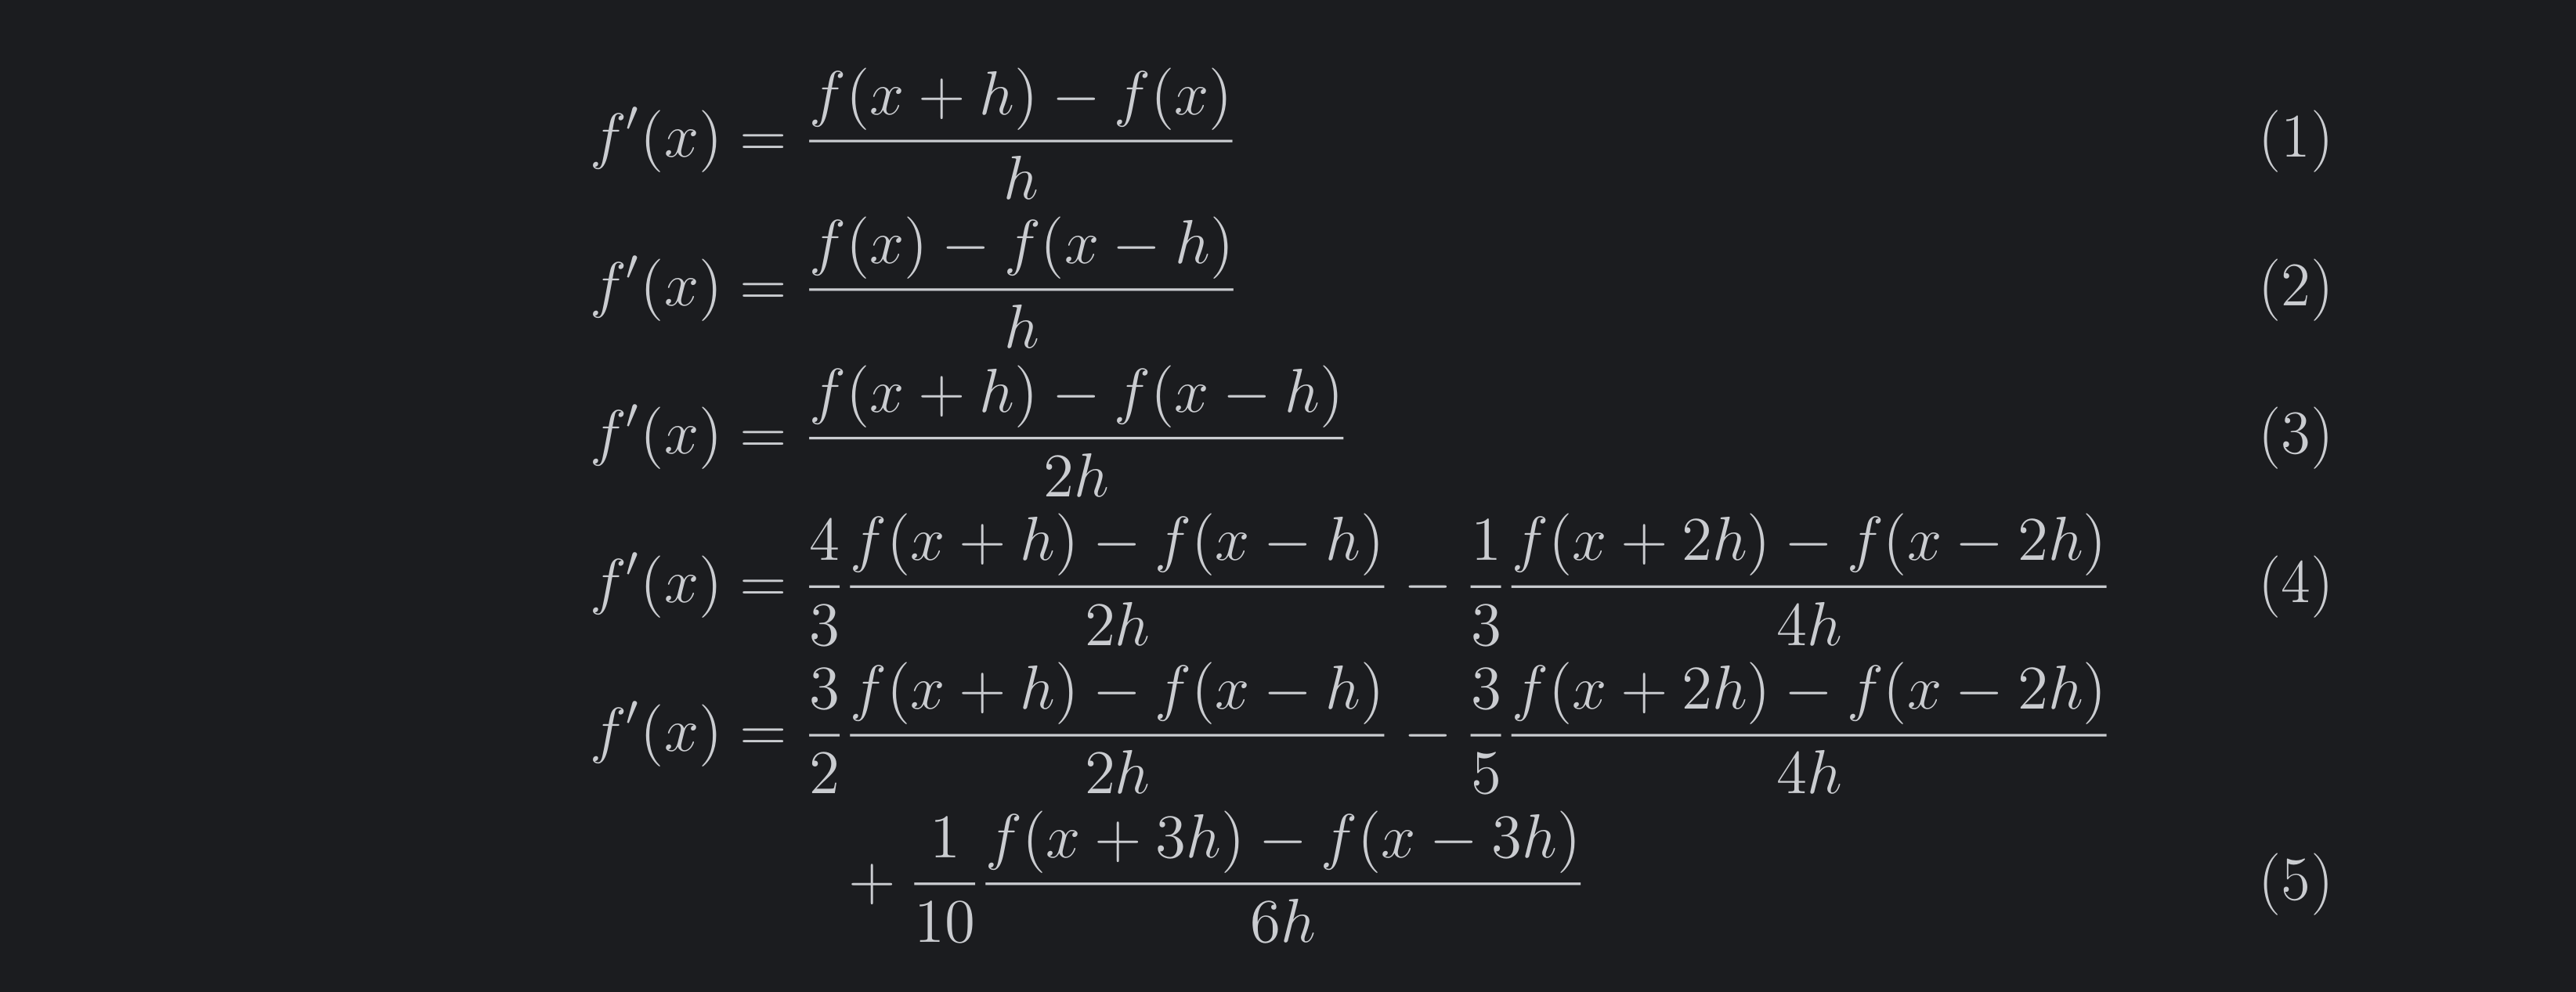 f′(x) = \frac{f(x + h) − f(x)}{h} (1)
f′(x) = \frac{f(x) − f(x − h)}{h} (2)
f′(x) = \frac{f(x + h) − f(x − h)}{2h} (3)
f′(x) = \frac{4}{3}\frac{f(x + h) − f(x − h)}{2h} − \frac{1}{3}\frac{f(x + 2h) − f(x − 2h)}{4h} (4)
f′(x) = \frac{3}{2}\frac{f(x + h) − f(x − h)}{2h} − \frac{3}{5}\frac{f(x + 2h) − f(x − 2h)}{4h}
+ \frac{1}{10}\frac{f(x + 3h) − f(x − 3h)}{6h} (5)